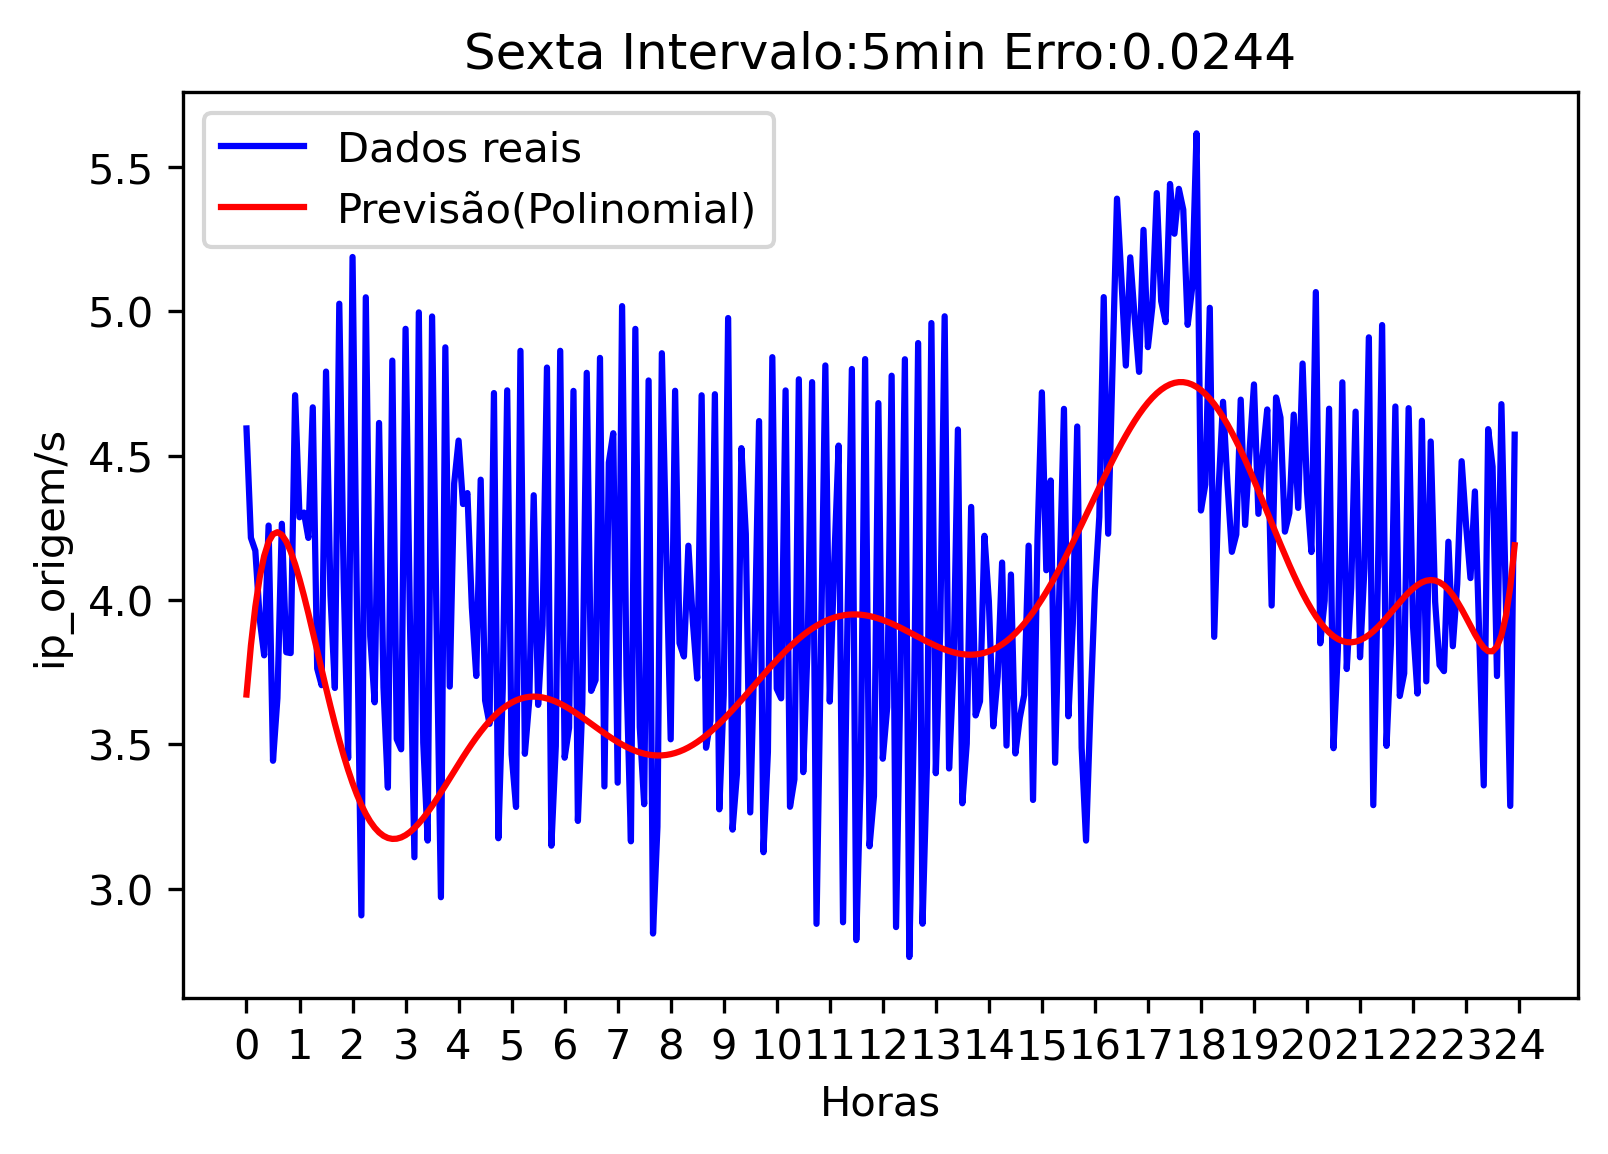 Sexta Intervalo:5min Erro:0.0244
Dados reais
Previsão(Polinomial)
5.5
5.0
4.5
4.0
3.5
3.0
ip_origem/s
0 1 2 3 4 5 6 7 8 9 10 11 12 13 14 15 16 17 18 19 20 21 22 23 24
Horas